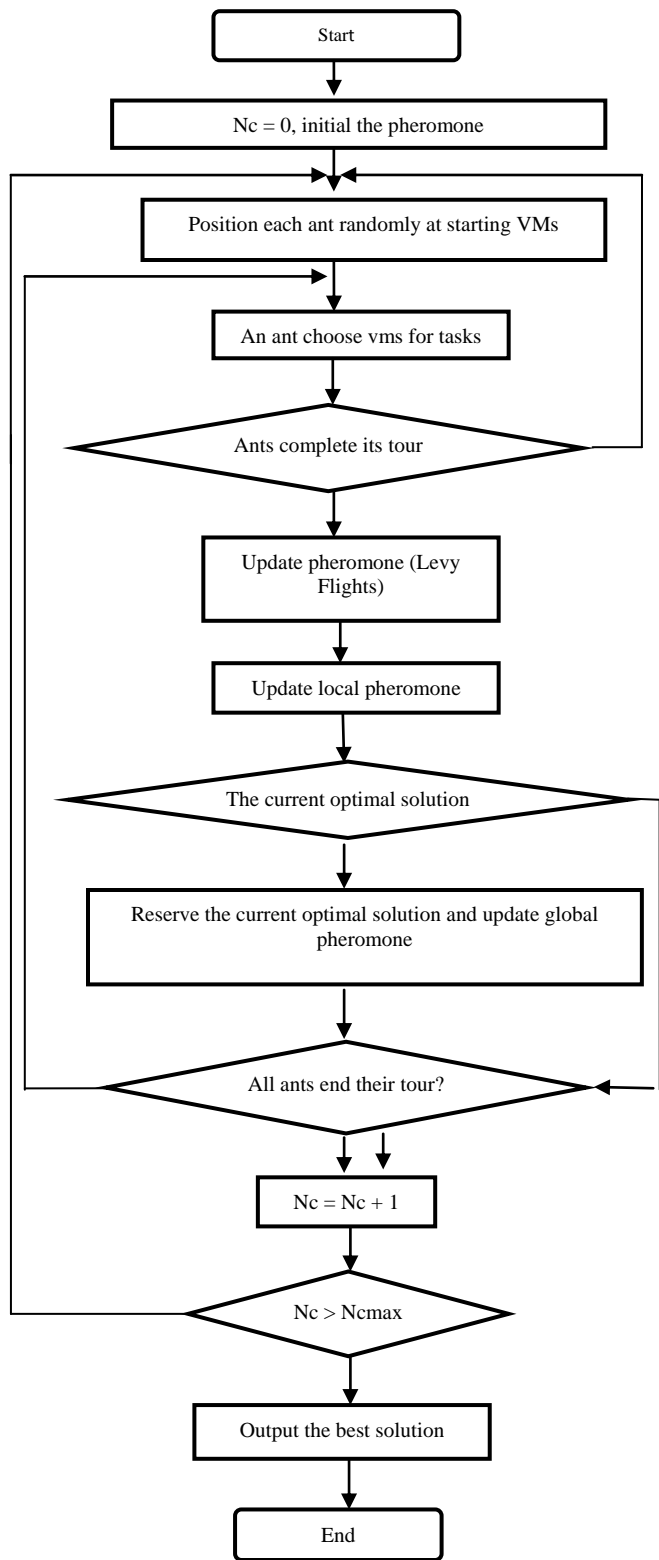 Start
Nc = 0, initial the pheromone
Position each ant randomly at starting VMs
An ant choose vms for tasks
Ants complete its tour
Update pheromone (Levy
Flights)
Update local pheromone
The current optimal solution
Reserve the current optimal solution and update global
pheromone
All ants end their tour?
Nc = Nc + 1
Nc > Ncmax
Output the best solution
End